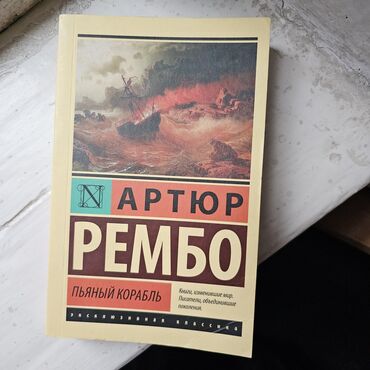 АРТЮР
РЕМБО
ПЬЯНЫЙ КОРАБЛЬ
Книги, изменившие мир.
Писатели, объединившие
поколения.
ЭКСКЛЮЗИВНАЯ КЛАССИКА